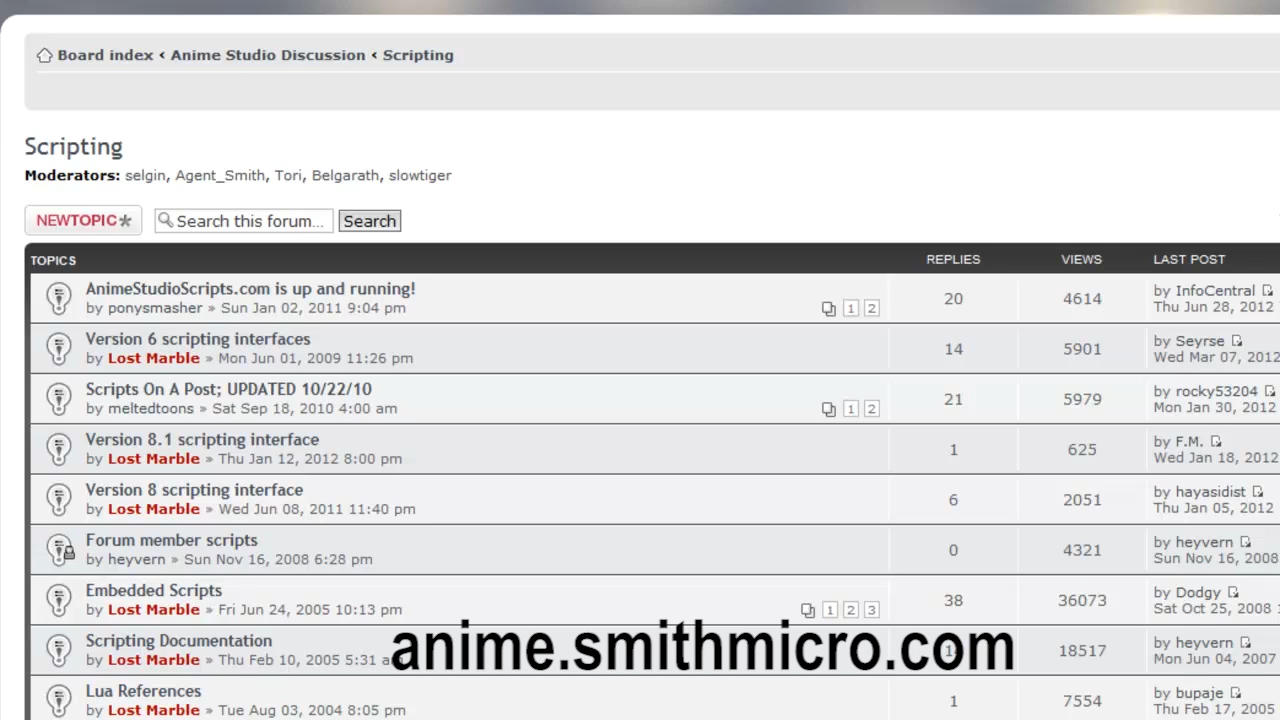 Board index ‹ Anime Studio Discussion ‹ Scripting
Scripting
Moderators: selgin, Agent_Smith, Tori, Belgarath, slowtiger
NEWTOPIC* Search this forum... Search
TOPICS REPLIES VIEWS LAST POST
AnimeStudioScripts.com is up and running!
by ponysmasher » Sun Jan 02, 2011 9:04 pm 1 2 20 4614 by InfoCentral
Thu Jun 28, 2012
Version 6 scripting interfaces
by Lost Marble » Mon Jun 01, 2009 11:26 pm 14 5901 by Seyrse
Wed Mar 07, 2012
Scripts On A Post; UPDATED 10/22/10
by meltedtoons » Sat Sep 18, 2010 4:00 am 1 2 21 5979 by rocky53204
Mon Jan 30, 2012
Version 8.1 scripting interface
by Lost Marble » Thu Jan 12, 2012 8:00 pm 1 625 by F.M.
Wed Jan 18, 2012
Version 8 scripting interface
by Lost Marble » Wed Jun 08, 2011 11:40 pm 6 2051 by hayasidist
Thu Jan 05, 2012
Forum member scripts
by heyvern » Sun Nov 16, 2008 6:28 pm 0 4321 by heyvern
Sun Nov 16, 2008
Embedded Scripts
by Lost Marble » Fri Jun 24, 2005 10:13 pm 1 2 3 38 36073 by Dodgy
Sat Oct 25, 2008
Scripting Documentation
by Lost Marble » Thu Feb 10, 2005 5:31 18517 by heyvern
Mon Jun 04, 2007
anime.smithmicro.com
Lua References
by Lost Marble » Tue Aug 03, 2004 8:05 pm 1 7554 by bupaje
Thu Feb 17, 2005